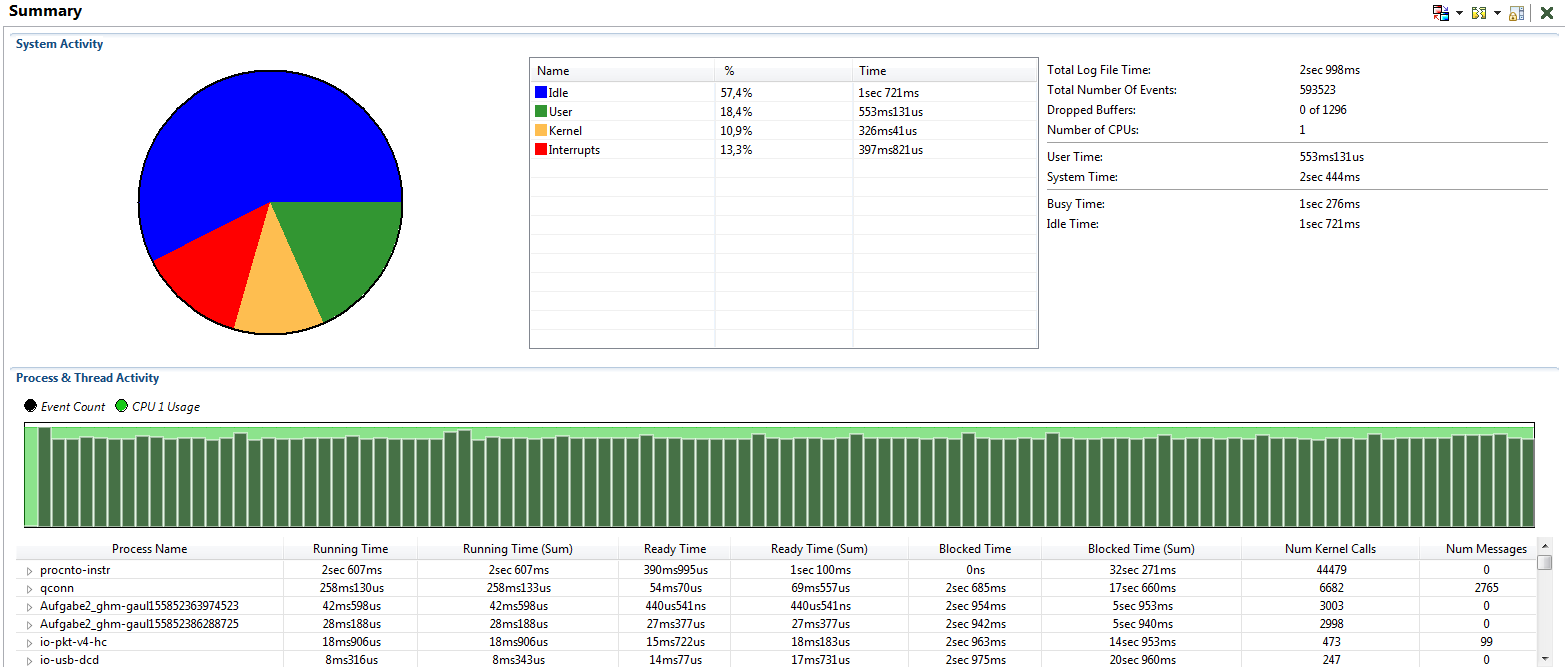 Summary
System Activity
Name % Time
Idle 57,4% 1sec 721ms
User 18,4% 553ms131us
Kernel 10,9% 326ms41us
Interrupts 13,3% 397ms821us
Total Log File Time: 2sec 998ms
Total Number Of Events: 593523
Dropped Buffers: 0 of 1296
Number of CPUs: 1
User Time: 553ms131us
System Time: 2sec 444ms
Busy Time: 1sec 276ms
Idle Time: 1sec 721ms
Process & Thread Activity
Event Count CPU 1 Usage
Process Name Running Time Running Time (Sum) Ready Time Ready Time (Sum) Blocked Time Blocked Time (Sum) Num Kernel Calls Num Messages
procnto-instr 2sec 607ms 2sec 607ms 390ms995us 1sec 100ms 0ns 32sec 271ms 44479 0
qconn 258ms130us 258ms133us 54ms70us 69ms557us 2sec 685ms 17sec 660ms 6682 2765
Aufgabe2_ghm-gaul155852363974523 42ms598us 42ms598us 440us541ns 440us541ns 2sec 954ms 5sec 953ms 3003 0
Aufgabe2_ghm-gaul155852386288725 28ms188us 28ms188us 27ms377us 27ms377us 2sec 942ms 5sec 940ms 2998 0
io-pkt-v4-hc 18ms906us 18ms906us 15ms722us 18ms183us 2sec 963ms 14sec 953ms 473 99
io-usb-dcd 8ms316us 8ms343us 14ms77us 17ms731us 2sec 975ms 20sec 960ms 247 0